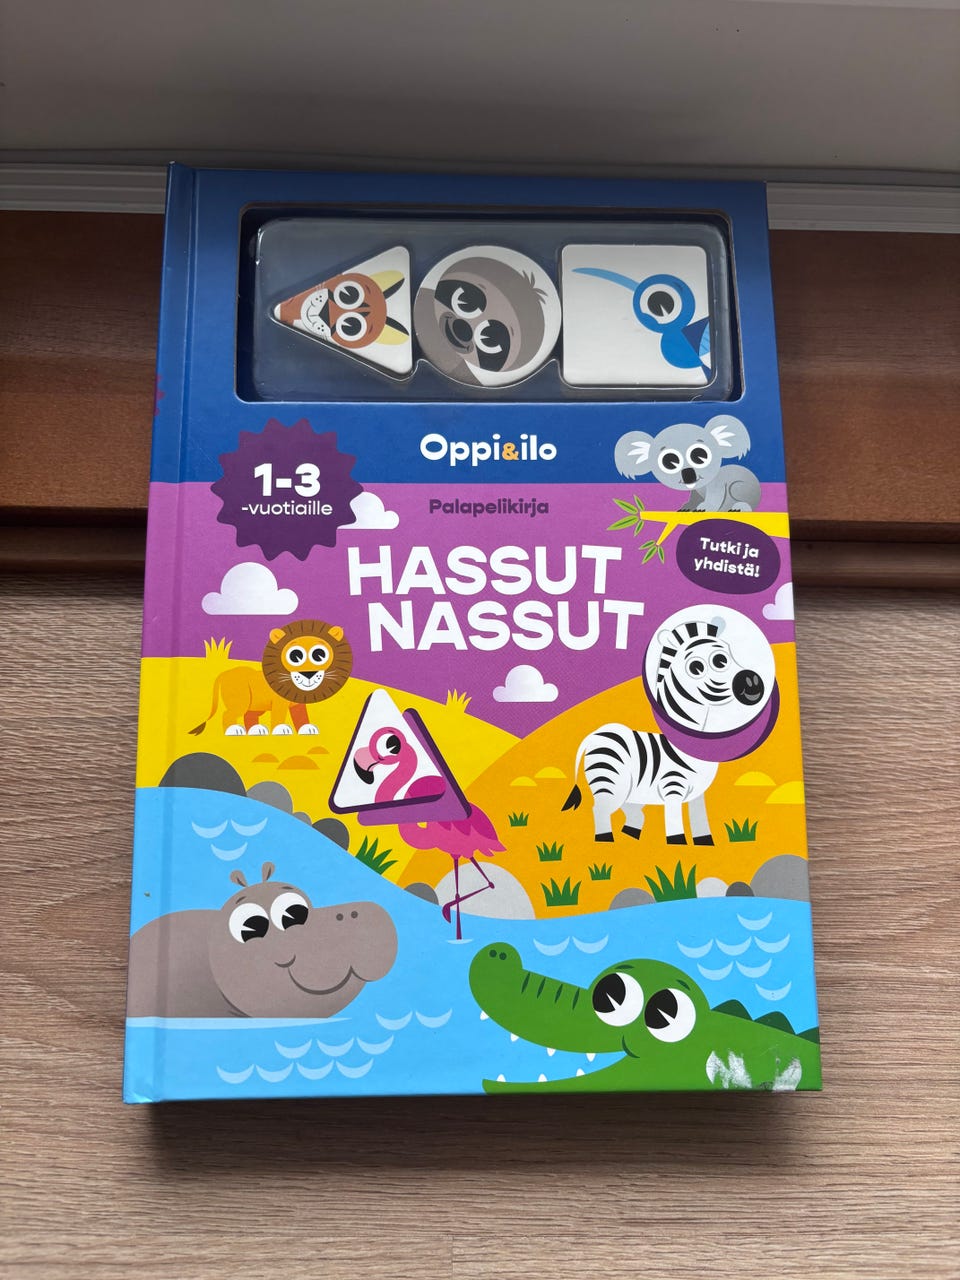 Oppi&ilo
1-3
-vuotiaille
Palapelikirja
HASSUT
NASSUT
Tutki ja
yhdistä!